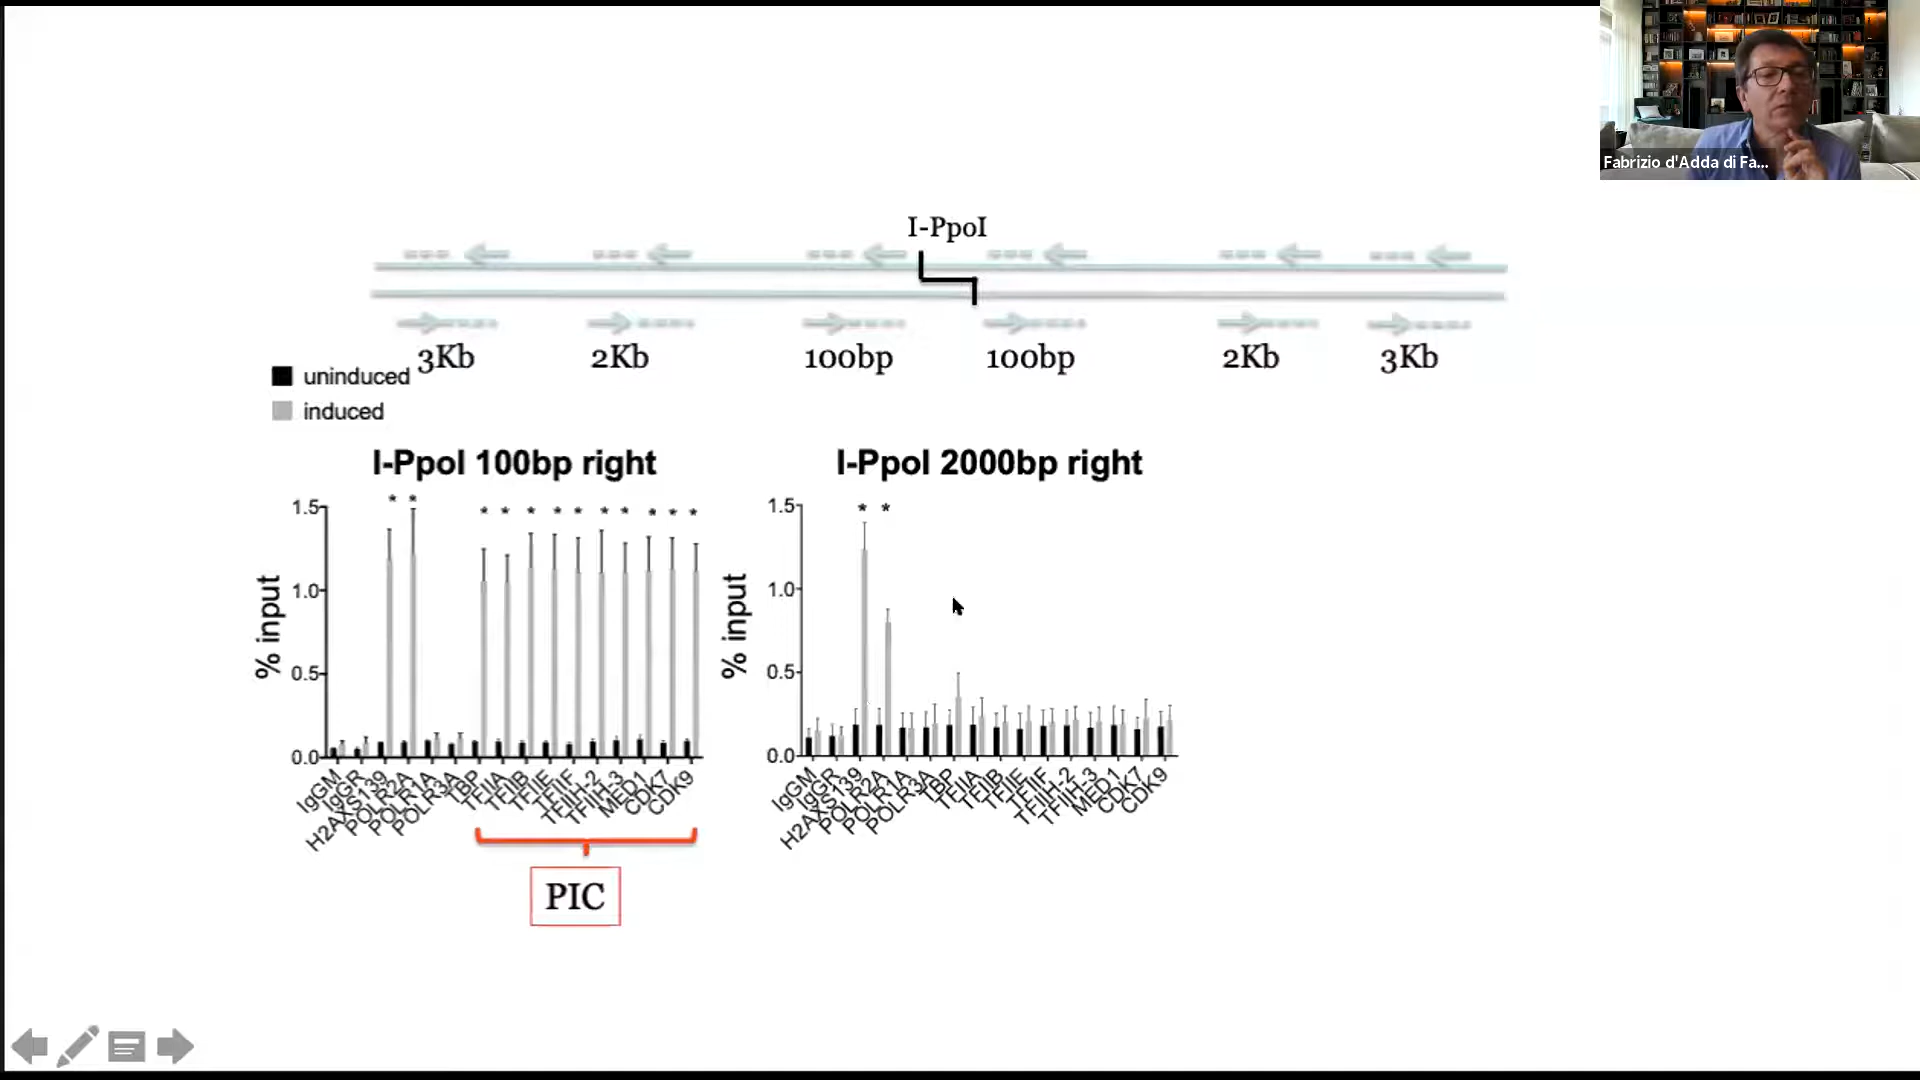 Fabrizio d'Adda di Fa...
I-PpoI
3Kb 2Kb 100bp 100bp 2Kb 3Kb
uninduced
induced
I-PpoI 100bp right
* * * * * * * * * * * *
1.5
1.0
0.5
0.0
% input
IgGM IgGR H2AXS139 POLR2A POLR1A POLR3A TBP TFIIA TFIIB TFIIE TFIIF TFIIH-2 TFIIH-3 MED1 CDK7 CDK9
PIC
I-PpoI 2000bp right
* *
1.5
1.0
0.5
0.0
% input
IgGM IgGR H2AXS139 POLR2A POLR1A POLR3A TBP TFIIA TFIIB TFIIE TFIIF TFIIH-2 TFIIH-3 MED1 CDK7 CDK9